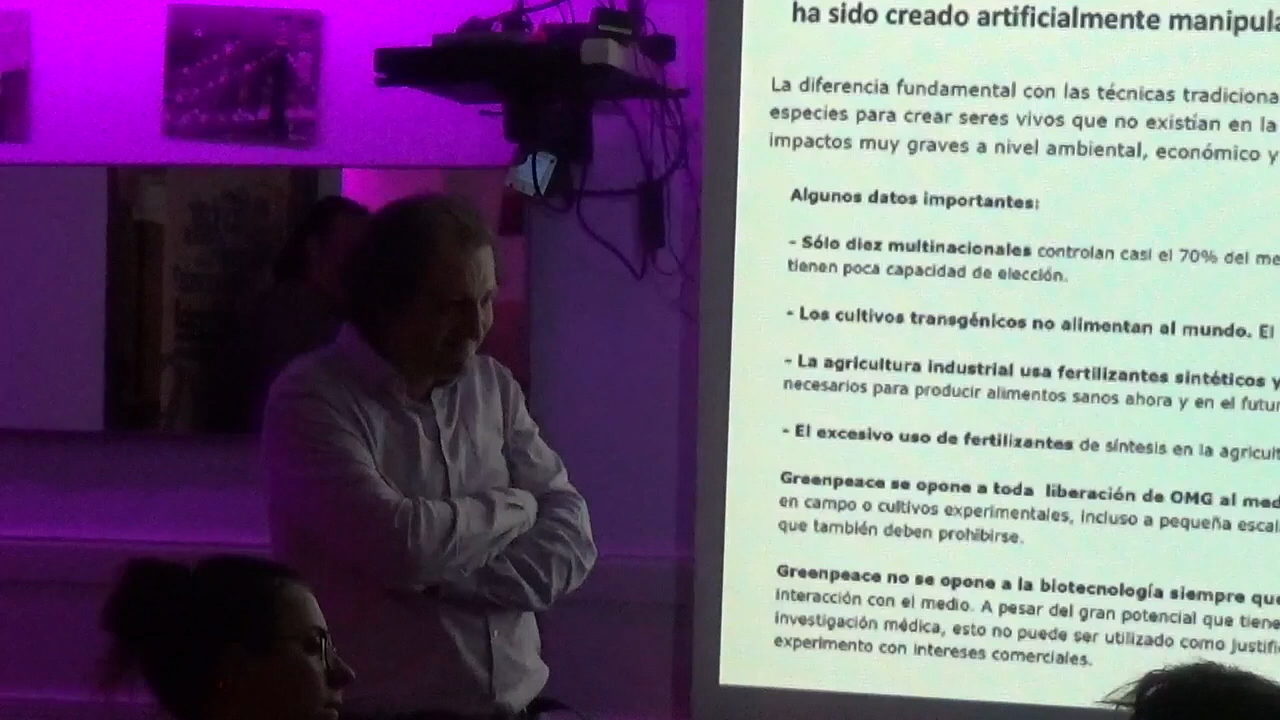 ha sido creado artificialmente manipula
La diferencia fundamental con las técnicas tradiciona
especies para crear seres vivos que no existían en la
impactos muy graves a nivel ambiental, económico y
Algunos datos importantes:
- Sólo diez multinacionales controlan casi el 70% del me
tienen poca capacidad de elección.
- Los cultivos transgénicos no alimentan al mundo. El
- La agricultura industrial usa fertilizantes sintéticos y
necesarios para producir alimentos sanos ahora y en el futur
- El excesivo uso de fertilizantes de síntesis en la agricult
Greenpeace se opone a toda liberación de OMG al med
en campo o cultivos experimentales, incluso a pequeña escal
que también deben prohibirse.
Greenpeace no se opone a la biotecnología siempre que
interacción con el medio. A pesar del gran potencial que tiene
investigación médica, esto no puede ser utilizado como justifi
experimento con intereses comerciales.